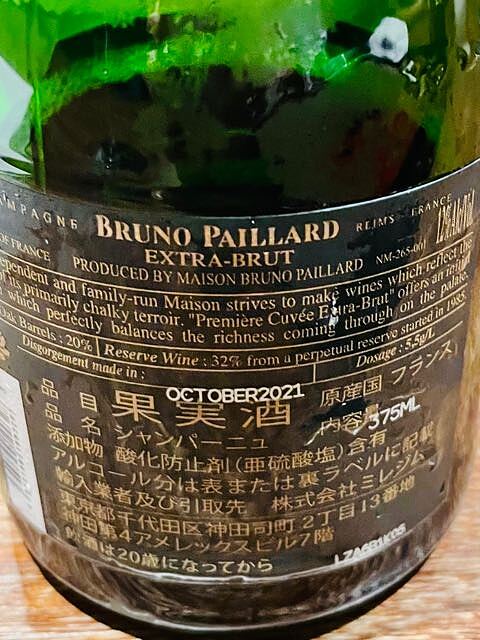 CHAMPAGNE BRUNO PAILLARD REIMS - FRANCE
OF FRANCE EXTRA-BRUT 12% alc/vol
PRODUCED BY MAISON BRUNO PAILLARD NM-265-001
ependent and family-run Maison strives to make wines which reflect the
its primarily chalky terroir. "Première Cuvée Extra-Brut" offers an
which perfectly balances the richness coming through on the palate.
Oak Barrels : 20% Reserve Wine : 32% from a perpetual reserve started in 1985.
Disgorgement made in : Dosage : 5.5g/L
OCTOBER2021
品目 果実酒 原産国 フランス
品名 シャンパーニュ 内容量 375ML
添加物 酸化防止剤(亜硫酸塩)含有
アルコール分は表または裏ラベルに記載
輸入業者及び引取先 株式会社ミレジム
東京都千代田区神田司町2丁目13番地
神田第4アメレックスビル7階
飲酒は20歳になってから